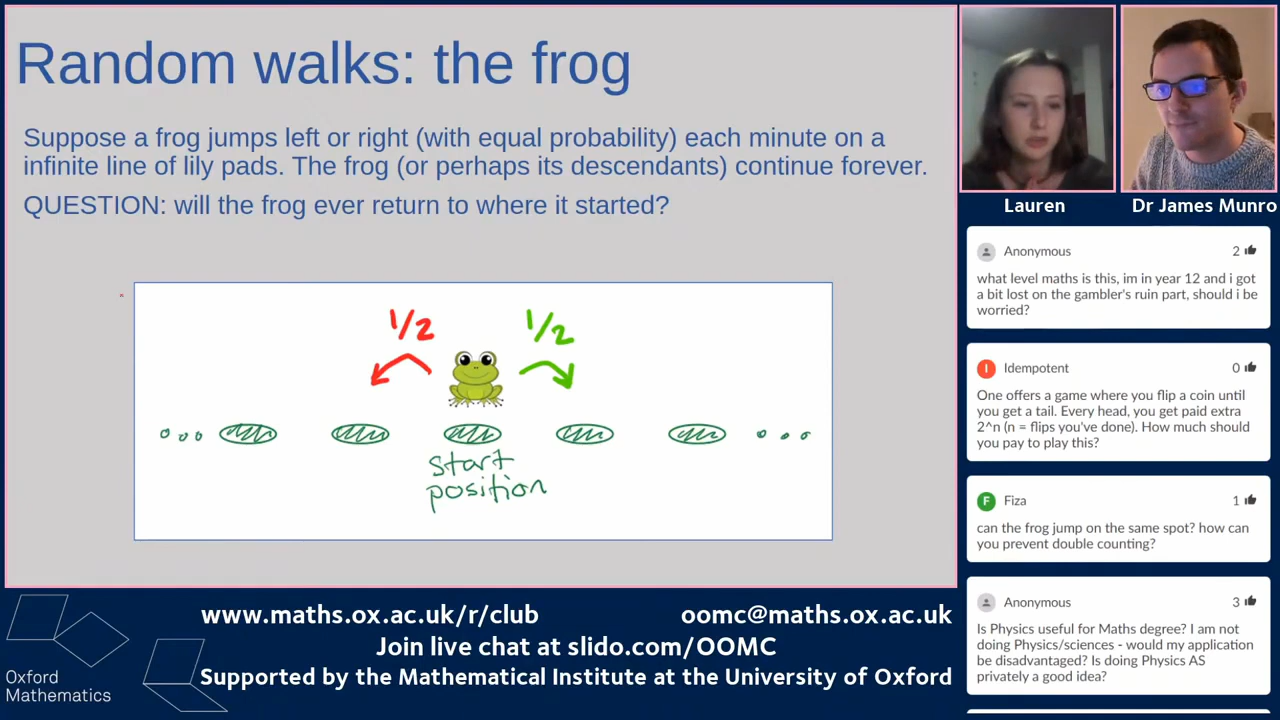 Random walks: the frog
Suppose a frog jumps left or right (with equal probability) each minute on a
infinite line of lily pads. The frog (or perhaps its descendants) continue forever.
QUESTION: will the frog ever return to where it started?
1/2
1/2
start
position
Lauren
Dr James Munro
Anonymous
2
what level maths is this, im in year 12 and i got
a bit lost on the gambler's ruin part, should i be
worried?
I
Idempotent
0
One offers a game where you flip a coin until
you get a tail. Every head, you get paid extra
2^n (n = flips you've done). How much should
you pay to play this?
F
Fiza
1
can the frog jump on the same spot? how can
you prevent double counting?
Anonymous
3
Is Physics useful for Maths degree? I am not
doing Physics/sciences - would my application
be disadvantaged? Is doing Physics AS
privately a good idea?
Oxford
Mathematics
www.maths.ox.ac.uk/r/club
oomc@maths.ox.ac.uk
Join live chat at slido.com/OOMC
Supported by the Mathematical Institute at the University of Oxford